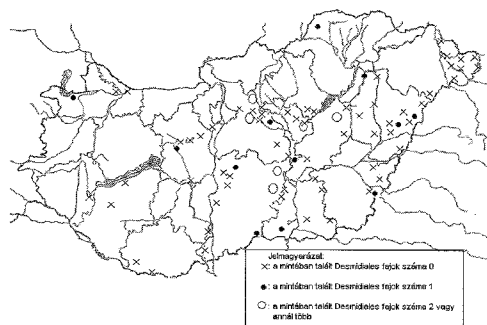 Jelmagyarázat:
×: a mintában talált Desmidiales fajok száma 0
●: a mintában talált Desmidiales fajok száma 1
○: a mintában talált Desmidiales fajok száma 2 vagy
annál több